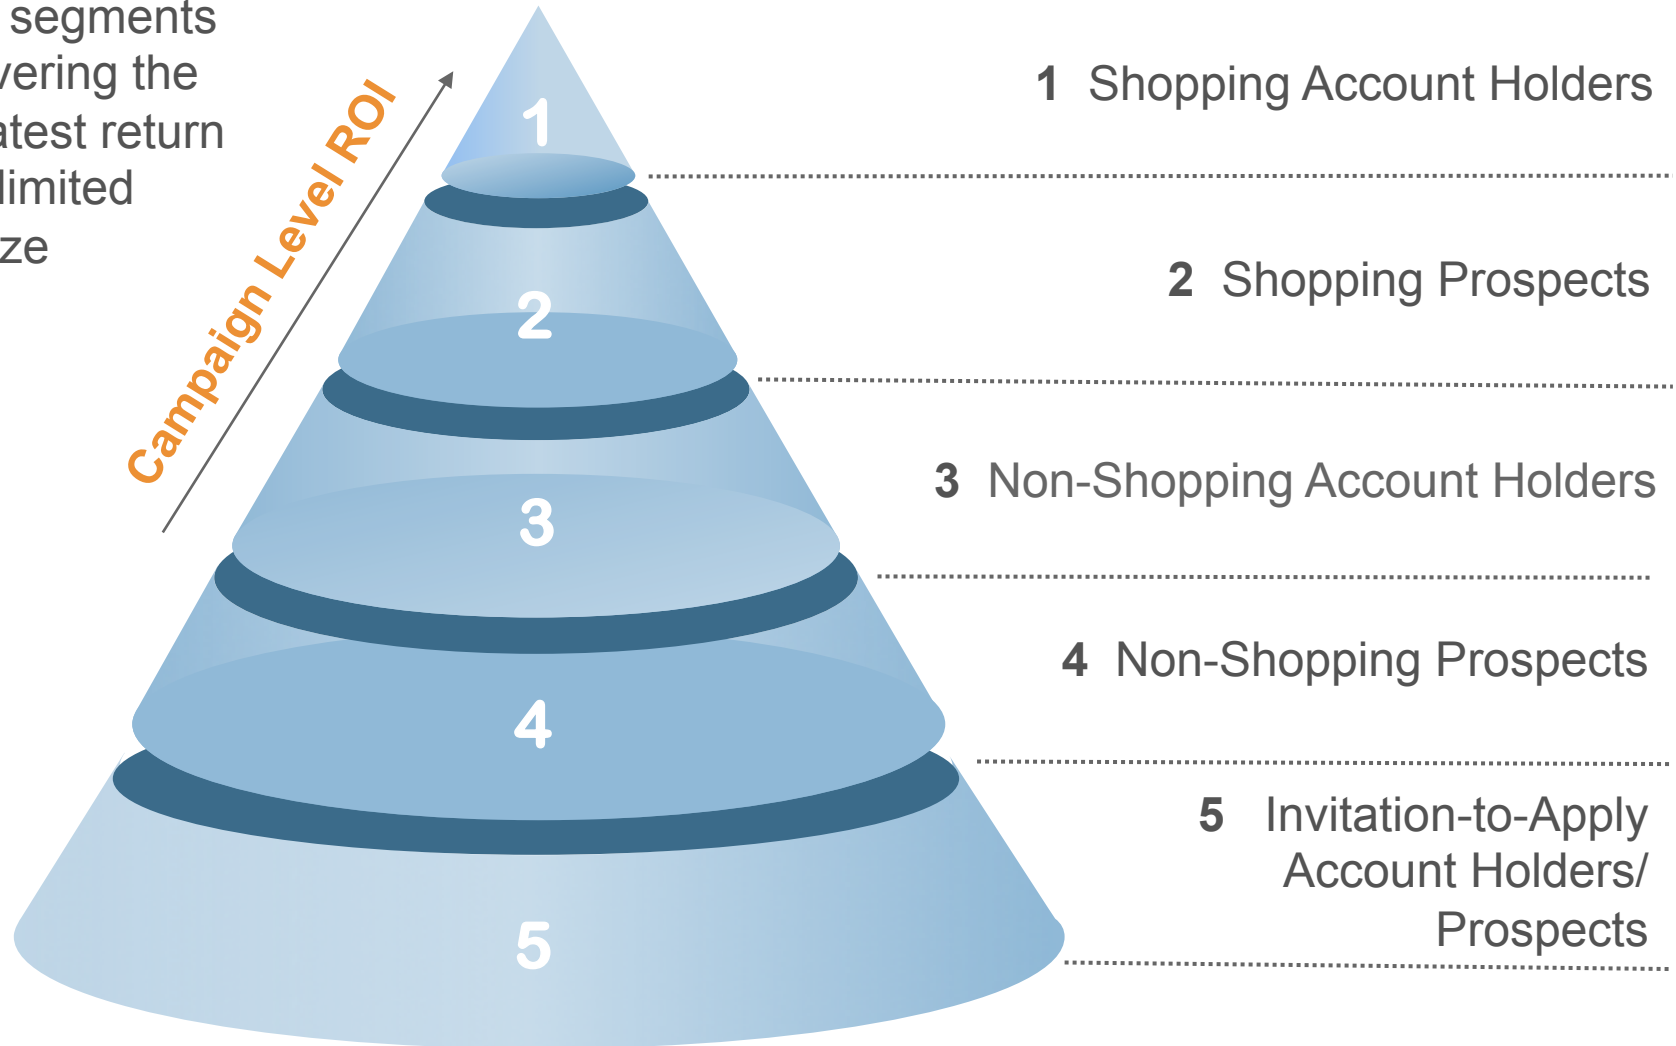 segments
vering the
atest return
limited
ze
Campaign Level ROI
1
2
3
4
5
1 Shopping Account Holders
2 Shopping Prospects
3 Non-Shopping Account Holders
4 Non-Shopping Prospects
5 Invitation-to-Apply
Account Holders/
Prospects